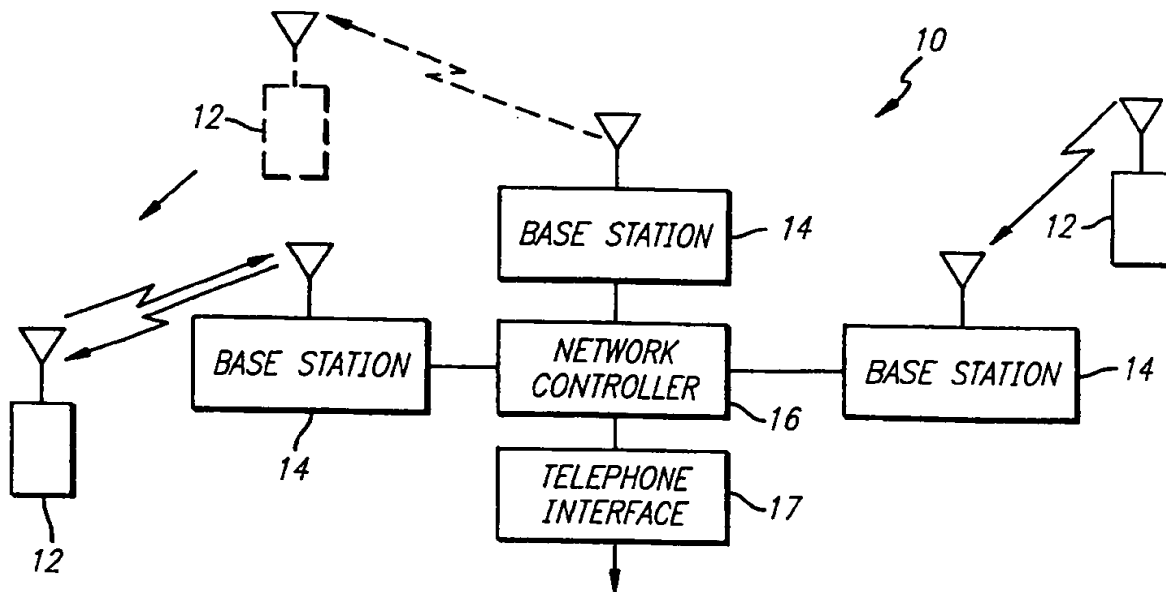 10
12
12
BASE STATION
14
BASE STATION
14
NETWORK
CONTROLLER
16
BASE STATION
14
TELEPHONE
INTERFACE
17
12